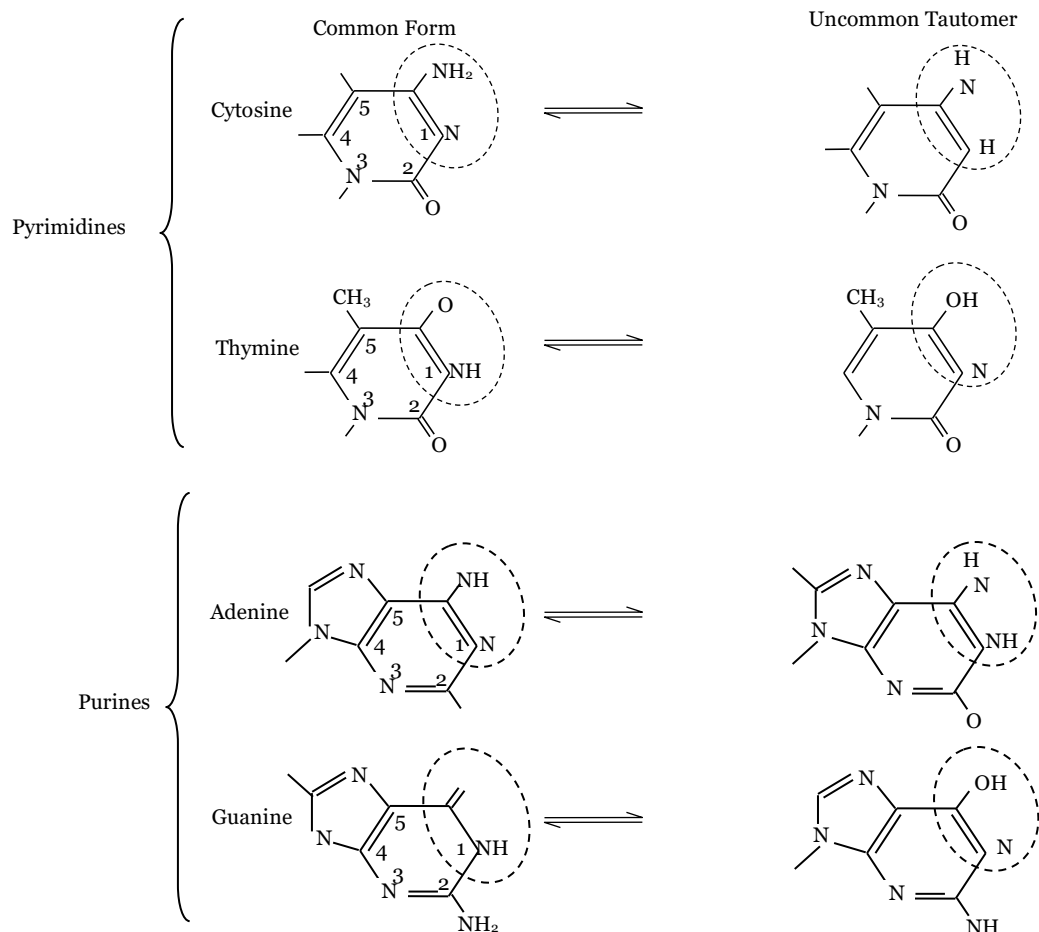 Common Form
Uncommon Tautomer
Pyrimidines
Cytosine
NH₂
5
4
1
N
3
N
2
O
H
N
H
N
O
Thymine
CH₃
O
5
4
1
NH
3
N
2
O
CH₃
OH
N
N
O
Purines
Adenine
N
NH
5
N
4
1
N
3
N
2
H
N
N
N
NH
N
O
Guanine
N
5
N
4
1
NH
3
N
2
NH₂
N
OH
N
N
N
NH